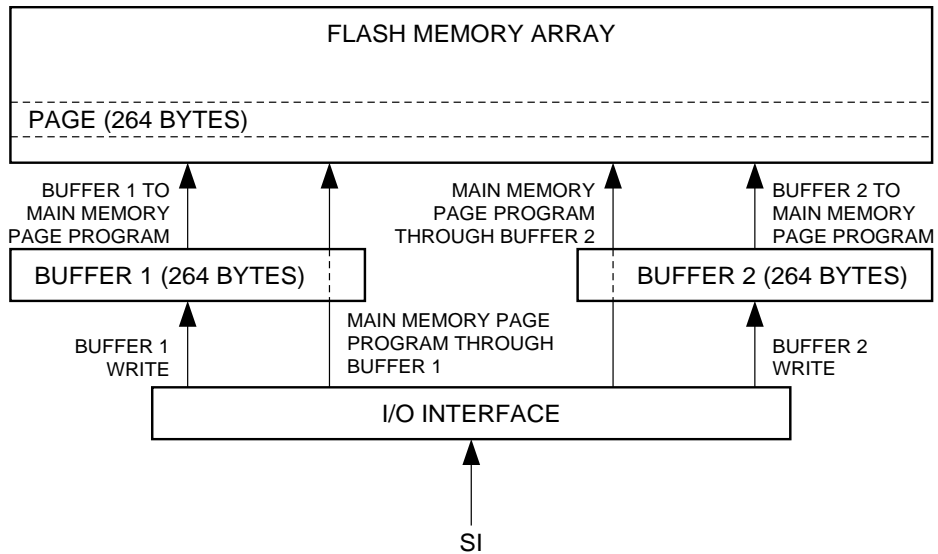 FLASH MEMORY ARRAY
PAGE (264 BYTES)
BUFFER 1 TO
MAIN MEMORY
PAGE PROGRAM
MAIN MEMORY
PAGE PROGRAM
THROUGH BUFFER 2
BUFFER 2 TO
MAIN MEMORY
PAGE PROGRAM
BUFFER 1 (264 BYTES)
BUFFER 2 (264 BYTES)
BUFFER 1
WRITE
MAIN MEMORY PAGE
PROGRAM THROUGH
BUFFER 1
BUFFER 2
WRITE
I/O INTERFACE
SI